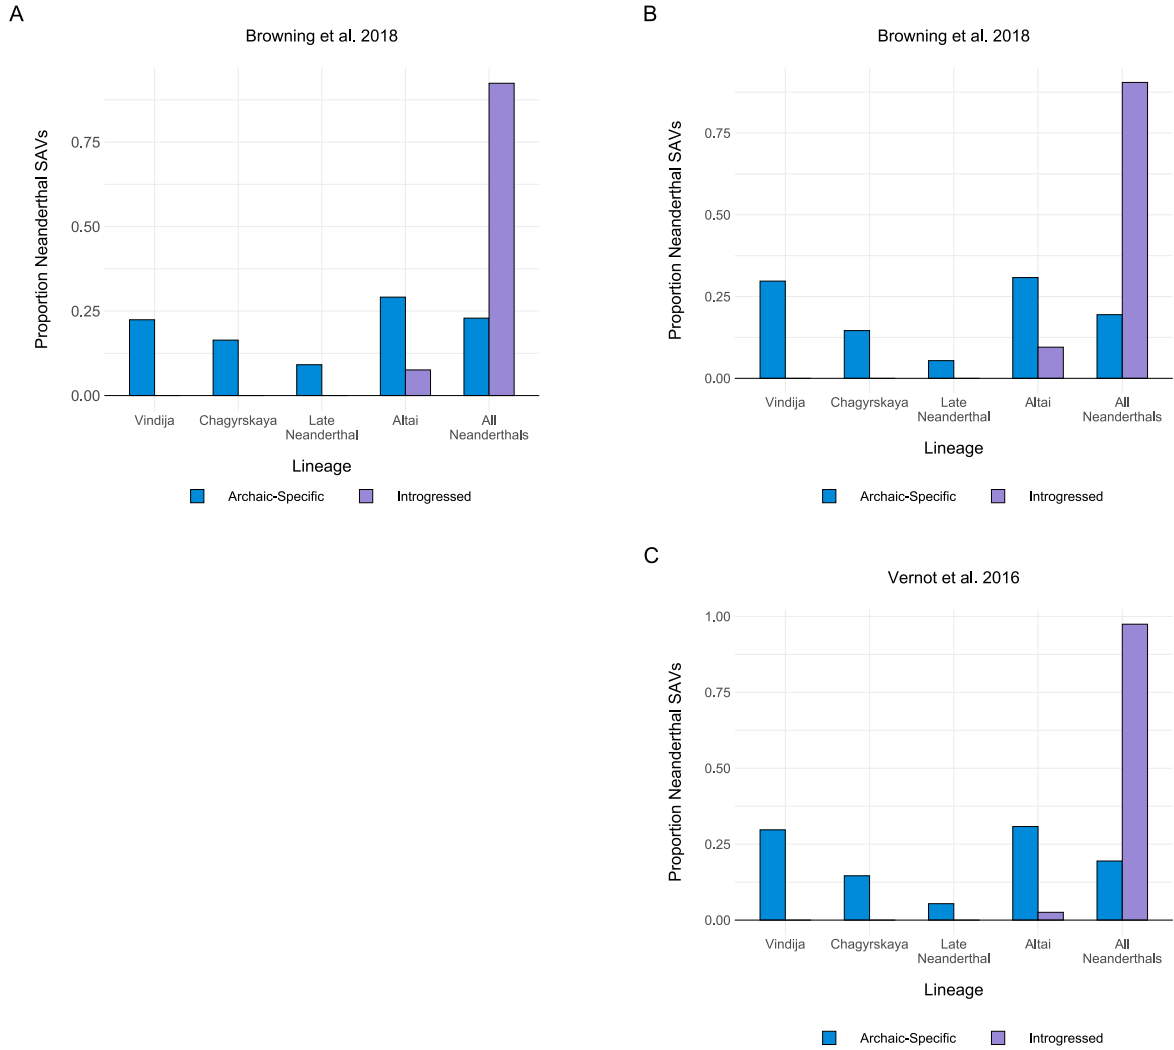 A
Browning et al. 2018
Proportion Neanderthal SAVs
0.75
0.50
0.25
0.00
Vindija
Chagyrskaya
Late
Neanderthal
Altai
All
Neanderthals
Lineage
Archaic-Specific
Introgressed
B
Browning et al. 2018
Proportion Neanderthal SAVs
0.75
0.50
0.25
0.00
Vindija
Chagyrskaya
Late
Neanderthal
Altai
All
Neanderthals
Lineage
Archaic-Specific
Introgressed
C
Vernot et al. 2016
Proportion Neanderthal SAVs
1.00
0.75
0.50
0.25
0.00
Vindija
Chagyrskaya
Late
Neanderthal
Altai
All
Neanderthals
Lineage
Archaic-Specific
Introgressed